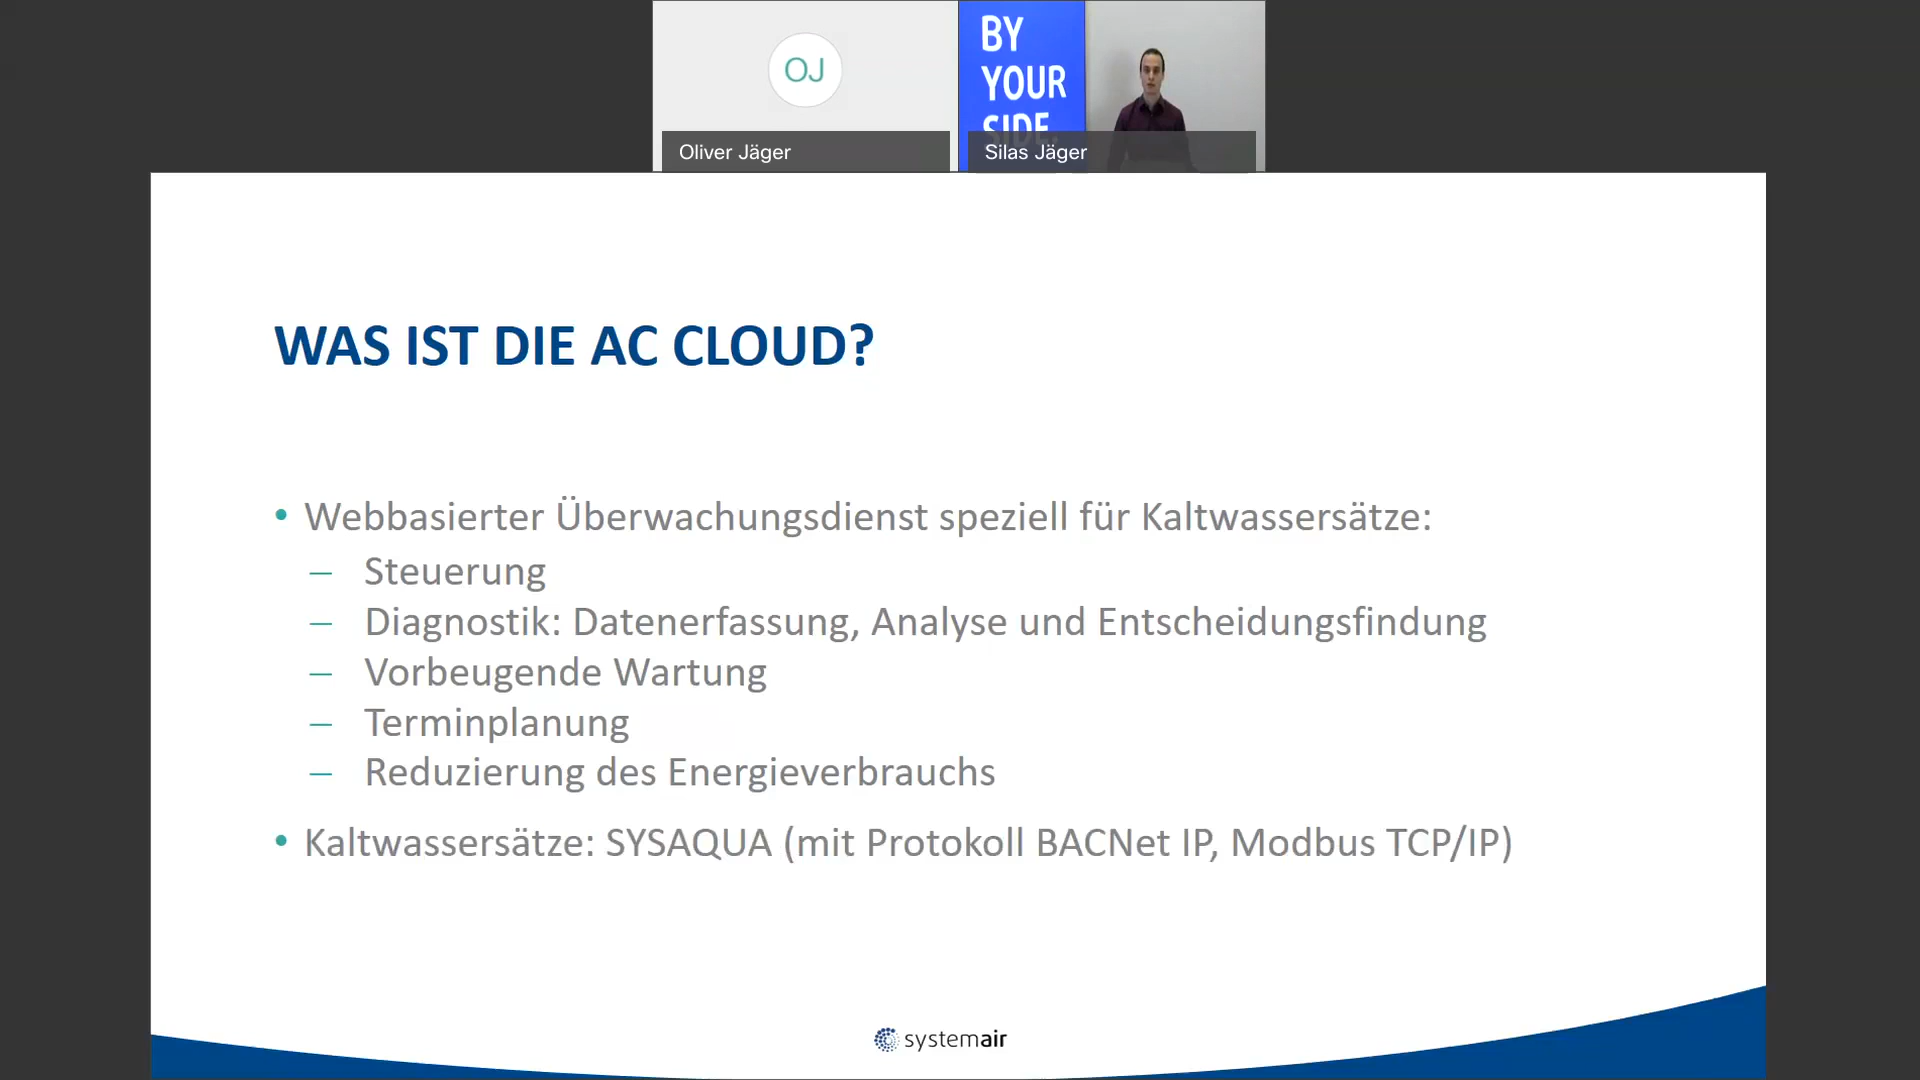 OJ
Oliver Jäger
BY
YOUR
SIDE.
Silas Jäger
WAS IST DIE AC CLOUD?
• Webbasierter Überwachungsdienst speziell für Kaltwassersätze:
– Steuerung
– Diagnostik: Datenerfassung, Analyse und Entscheidungsfindung
– Vorbeugende Wartung
– Terminplanung
– Reduzierung des Energieverbrauchs
• Kaltwassersätze: SYSAQUA (mit Protokoll BACNet IP, Modbus TCP/IP)
systemair